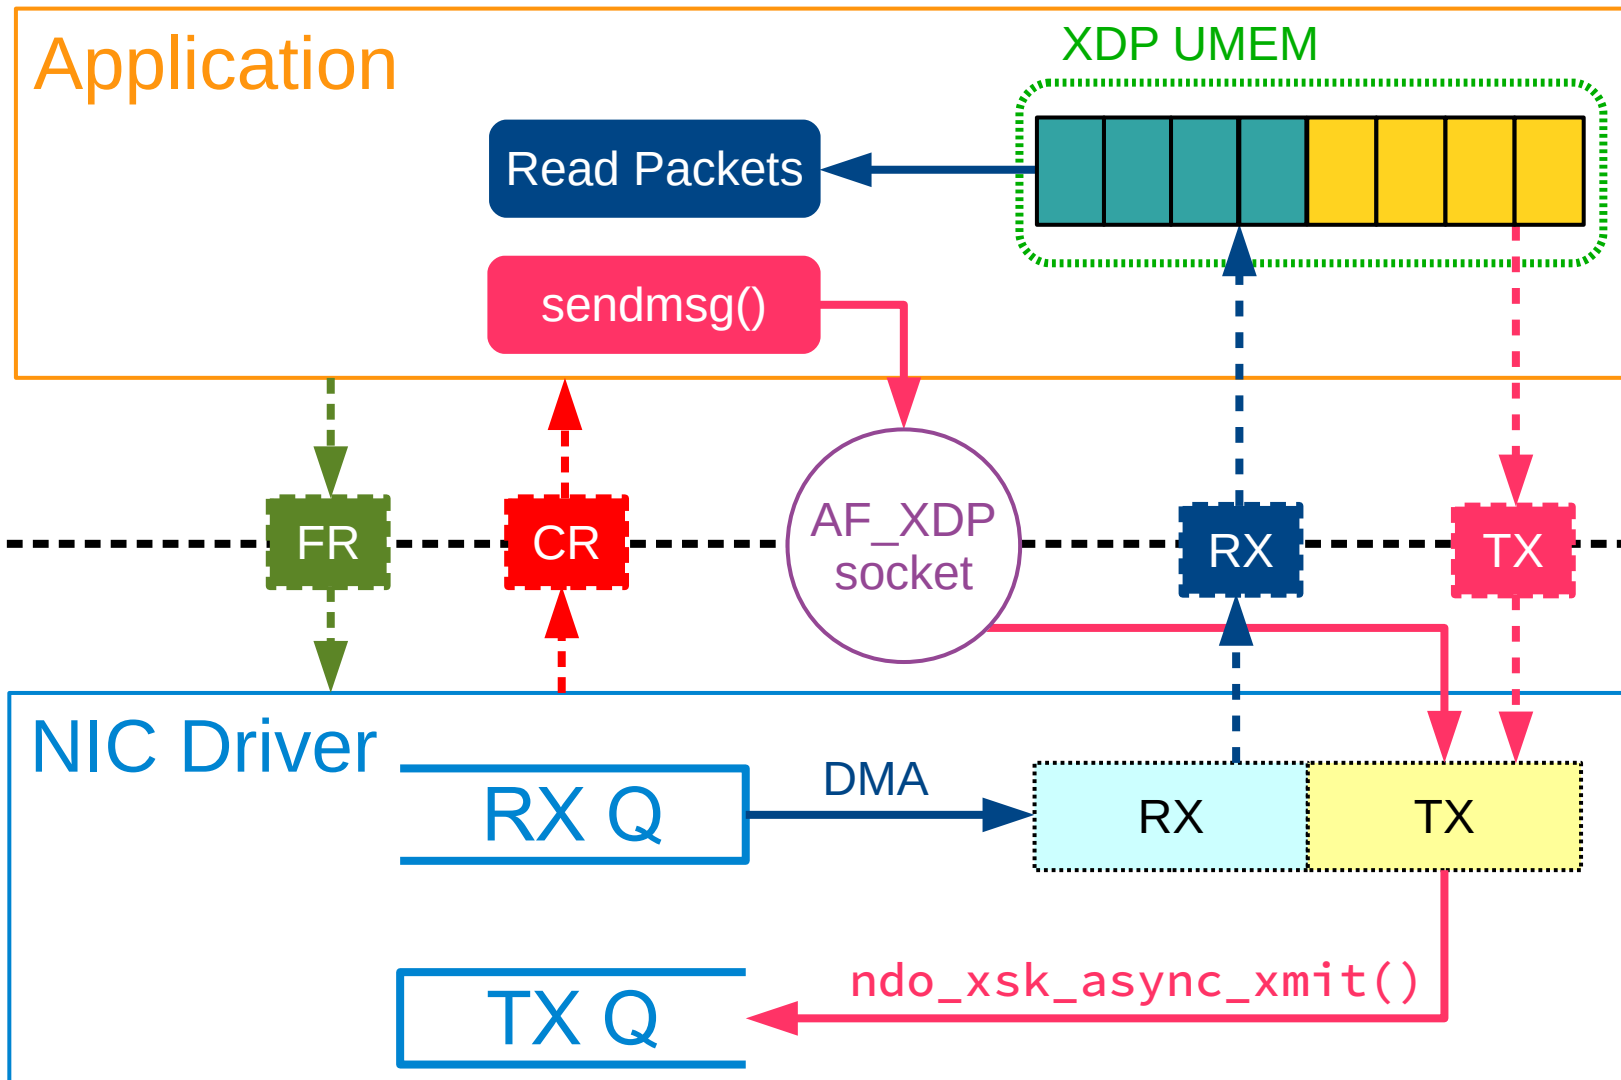 Application
XDP UMEM
Read Packets
sendmsg()
FR
CR
AF_XDP
socket
RX
TX
NIC Driver
RX Q
DMA
RX
TX
TX Q
ndo_xsk_async_xmit()